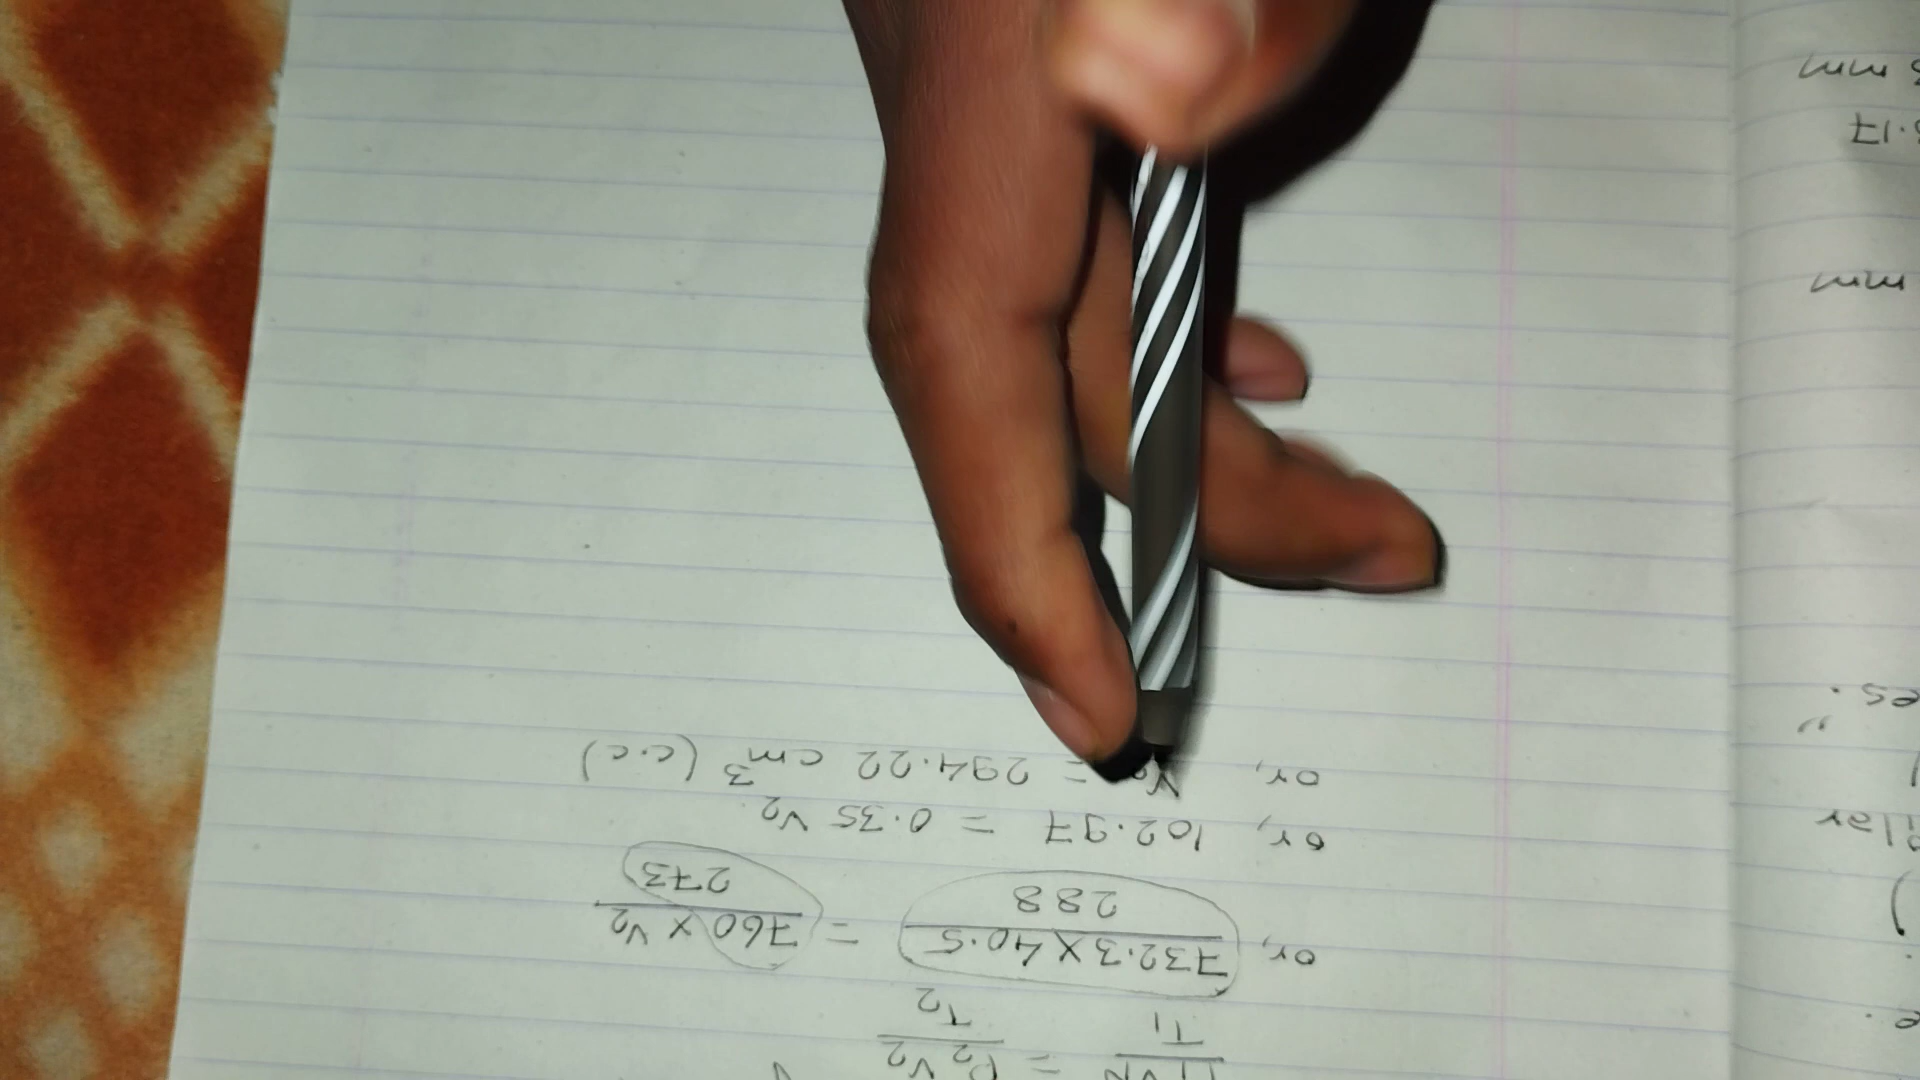 P1V1/T1 = P2V2/T2
or, 732.3 x 40.5/288 = 760 x V2/273
or, 102.97 = 0.35 V2
or, V2 = 294.22 cm³ (c.c)
e.
)
es.
mm
.17
mm